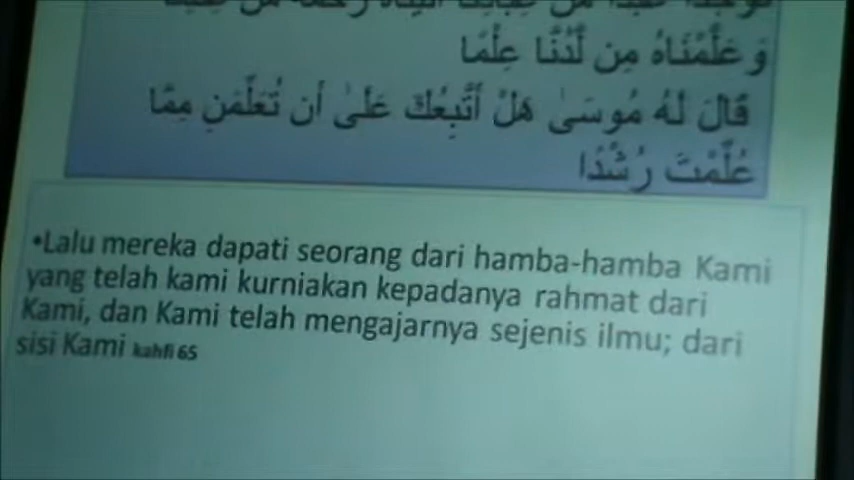 وَعَلَّمْنَاهُ مِن لَّدُنَّا عِلْمًا
قَالَ لَهُ مُوسَىٰ هَلْ أَتَّبِعُكَ عَلَىٰ أَن تُعَلِّمَنِ مِمَّا
عُلِّمْتَ رُشْدًا
•Lalu mereka dapati seorang dari hamba-hamba Kami
yang telah kami kurniakan kepadanya rahmat dari
Kami, dan Kami telah mengajarnya sejenis ilmu; dari
sisi Kami kahfi 65